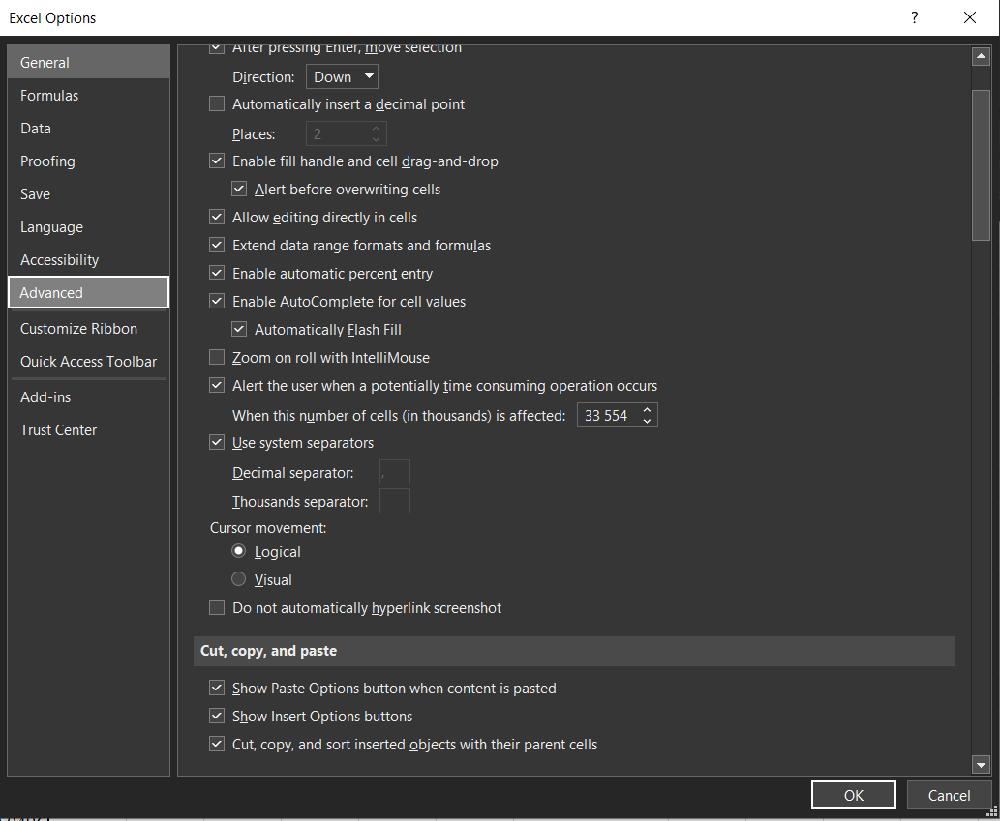 Excel Options
?
General
Formulas
Data
Proofing
Save
Language
Accessibility
Advanced
Customize Ribbon
Quick Access Toolbar
Add-ins
Trust Center
After pressing Enter, move selection
Direction: Down
Automatically insert a decimal point
Places: 2
Enable fill handle and cell drag-and-drop
Alert before overwriting cells
Allow editing directly in cells
Extend data range formats and formulas
Enable automatic percent entry
Enable AutoComplete for cell values
Automatically Flash Fill
Zoom on roll with IntelliMouse
Alert the user when a potentially time consuming operation occurs
When this number of cells (in thousands) is affected: 33 554
Use system separators
Decimal separator: ,
Thousands separator:
Cursor movement:
Logical
Visual
Do not automatically hyperlink screenshot
Cut, copy, and paste
Show Paste Options button when content is pasted
Show Insert Options buttons
Cut, copy, and sort inserted objects with their parent cells
OK Cancel